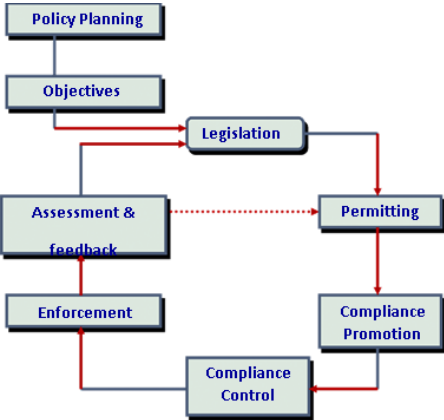 Policy Planning
Objectives
Legislation
Assessment &
feedback
Permitting
Enforcement
Compliance
Promotion
Compliance
Control